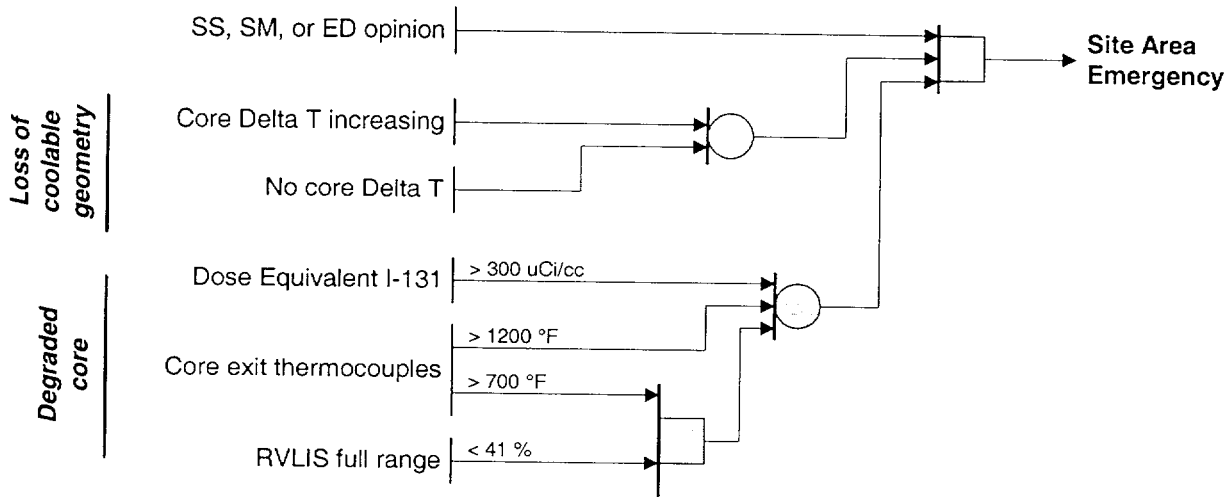 SS, SM, or ED opinion
Site Area
Emergency
Loss of
coolable
geometry
Core Delta T increasing
No core Delta T
Degraded
core
Dose Equivalent I-131
> 300 uCi/cc
Core exit thermocouples
> 1200 °F
> 700 °F
RVLIS full range
< 41 %